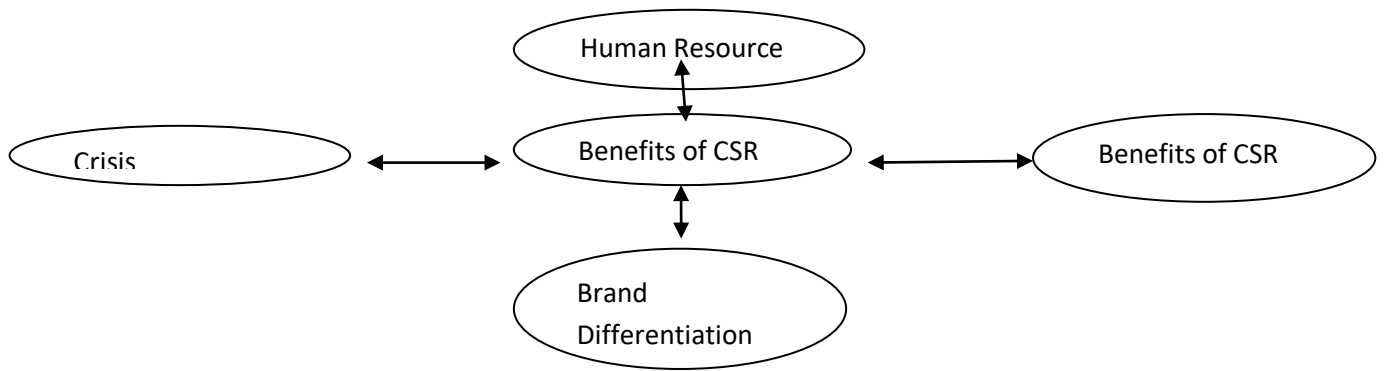 Human Resource
Crisis
Benefits of CSR
Benefits of CSR
Brand
Differentiation